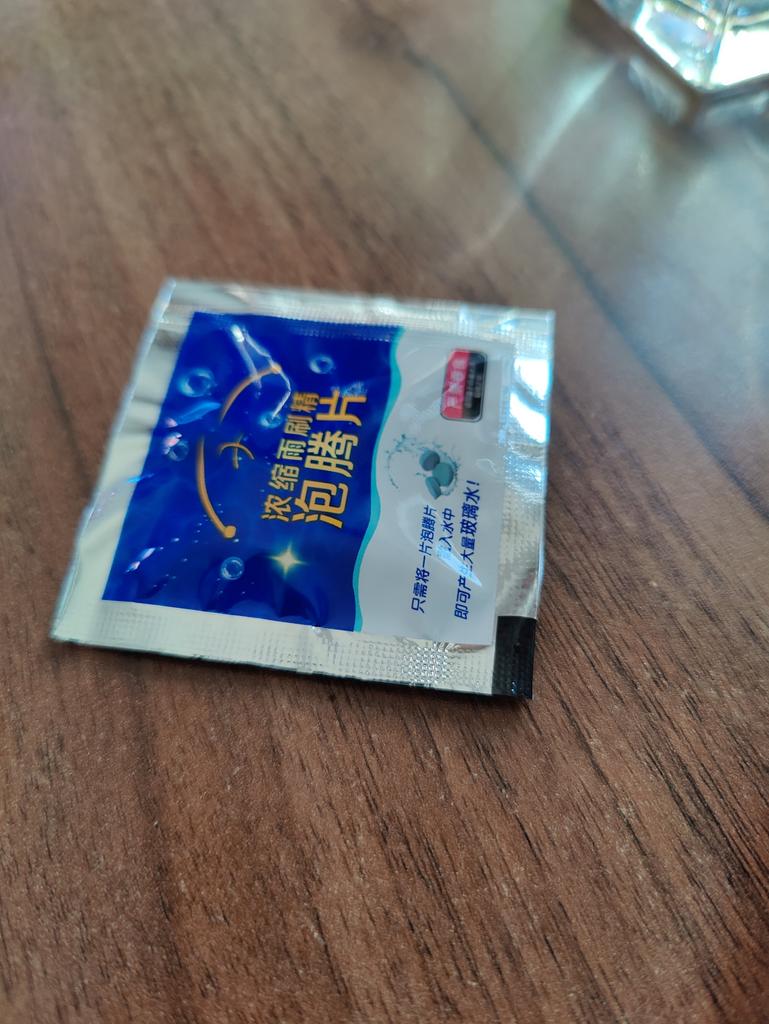 浓缩雨刷精
泡腾片
只需将一片泡腾片
入水中
即可产生大量玻璃水!